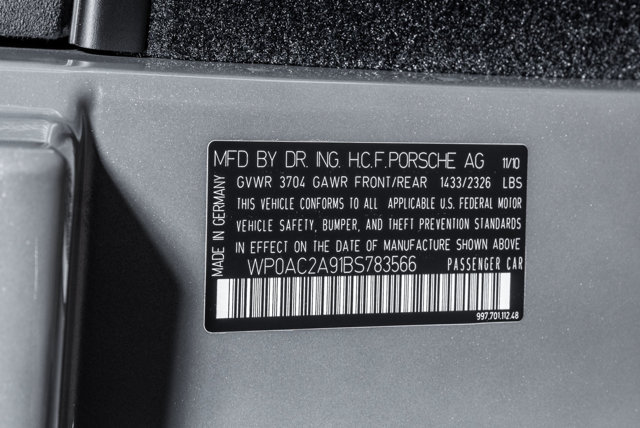 MFD BY DR. ING. H.C.F. PORSCHE AG 11/10
GVWR 3704 GAWR FRONT/REAR 1433/2326 LBS
THIS VEHICLE CONFORMS TO ALL APPLICABLE U.S. FEDERAL MOTOR
VEHICLE SAFETY, BUMPER, AND THEFT PREVENTION STANDARDS
IN EFFECT ON DATE OF MANUFACTURE SHOWN ABOVE
WP0AC2A91BS783566 PASSENGER CAR
MADE IN GERMANY
997.701.112.48